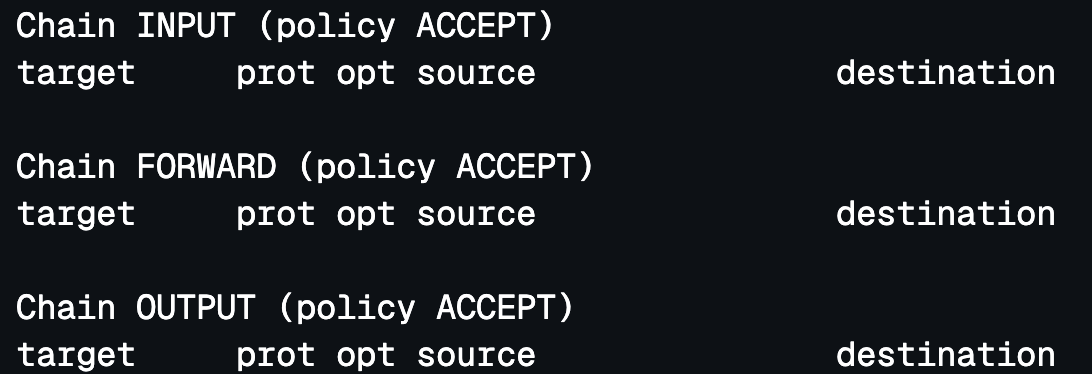 Chain INPUT (policy ACCEPT)
target     prot opt source               destination

Chain FORWARD (policy ACCEPT)
target     prot opt source               destination

Chain OUTPUT (policy ACCEPT)
target     prot opt source               destination